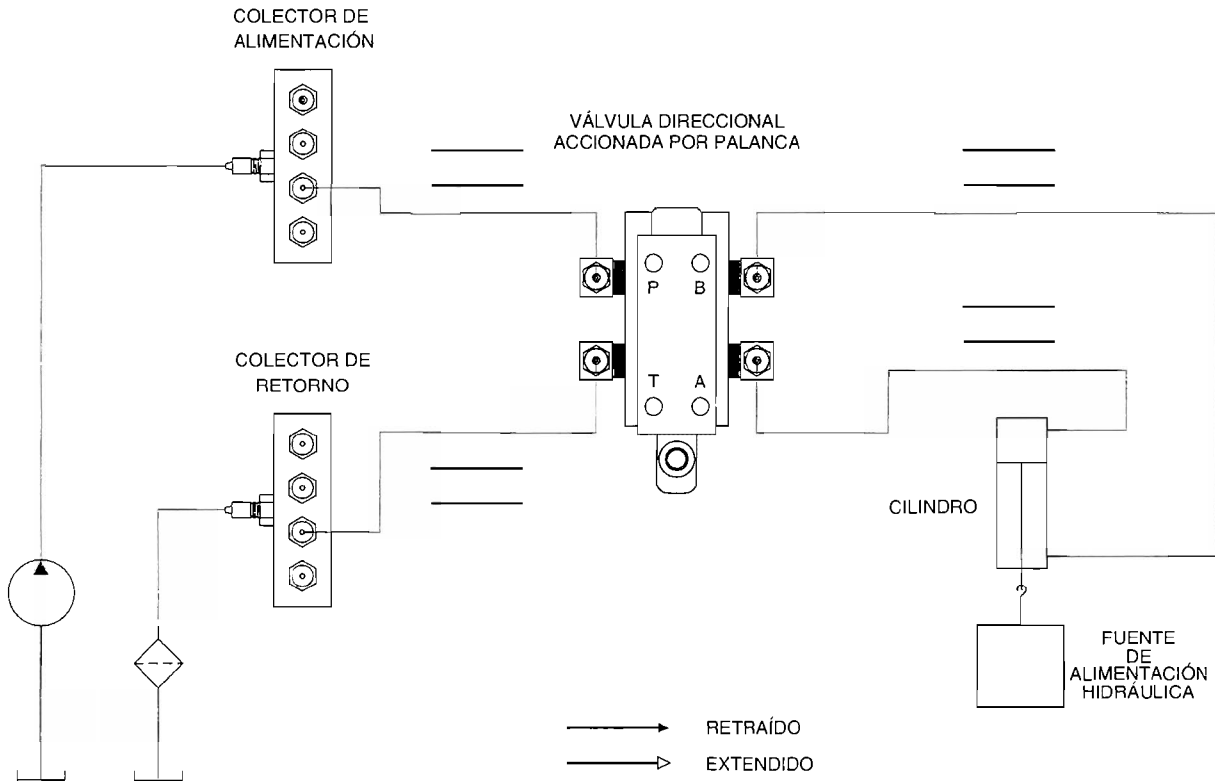 COLECTOR DE
ALIMENTACIÓN
VÁLVULA DIRECCIONAL
ACCIONADA POR PALANCA
P B
T A
COLECTOR DE
RETORNO
CILINDRO
FUENTE
DE
ALIMENTACIÓN
HIDRÁULICA
RETRAÍDO
EXTENDIDO